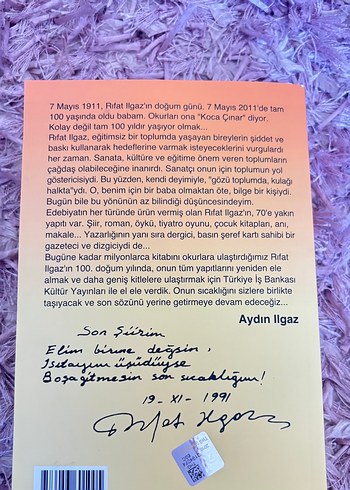 7 Mayıs 1911, Rıfat Ilgaz'ın doğum günü. 7 Mayıs 2011'de tam
100 yaşında oldu babam. Okurları ona "Koca Çınar" diyor.
Kolay değil tam 100 yıldır yaşıyor olmak...
Rıfat Ilgaz, eğitimsiz bir toplumda yaşayan bireylerin şiddet ve
baskı kullanarak hedeflerine varmak isteyeceklerini vurgulardı
her zaman. Sanata, kültüre ve eğitime önem veren toplumların
çağdaş olabileceğine inanırdı. Sanatçı onun için toplumun yol
göstericisiydi. Bu yüzden, kendi deyimiyle, "gözü toplumda, kulağı
halkta"ydı. O, benim için bir baba olmaktan öte, bilge bir kişiydi.
Bugün bile bu yönünün az bilindiği düşüncesindeyim.
Edebiyatın her türünde ürün vermiş olan Rıfat Ilgaz'ın, 70'e yakın
yapıtı var. Şiir, roman, öykü, tiyatro oyunu, çocuk kitapları, anı,
makale... Yazarlığının yanı sıra dergici, basın şeref kartı sahibi bir
gazeteci ve dizgiciydi de...
Bugüne kadar milyonlarca kitabını okurlara ulaştırdığımız Rıfat
Ilgaz'ın 100. doğum yılında, onun tüm yapıtlarını yeniden ele
almak ve daha geniş kitlelere ulaştırmak için Türkiye İş Bankası
Kültür Yayınları ile el ele verdik. Onun sıcaklığını sizlere birlikte
taşıyacak ve son sözünü yerine getirmeye devam edeceğiz...
Aydın Ilgaz
Son Şiirim
Elim birine değsin,
Isıtayım üşüdüyse
Boşa gitmesin son sıcaklığım!
19-XI-1991
Rıfat Ilgaz